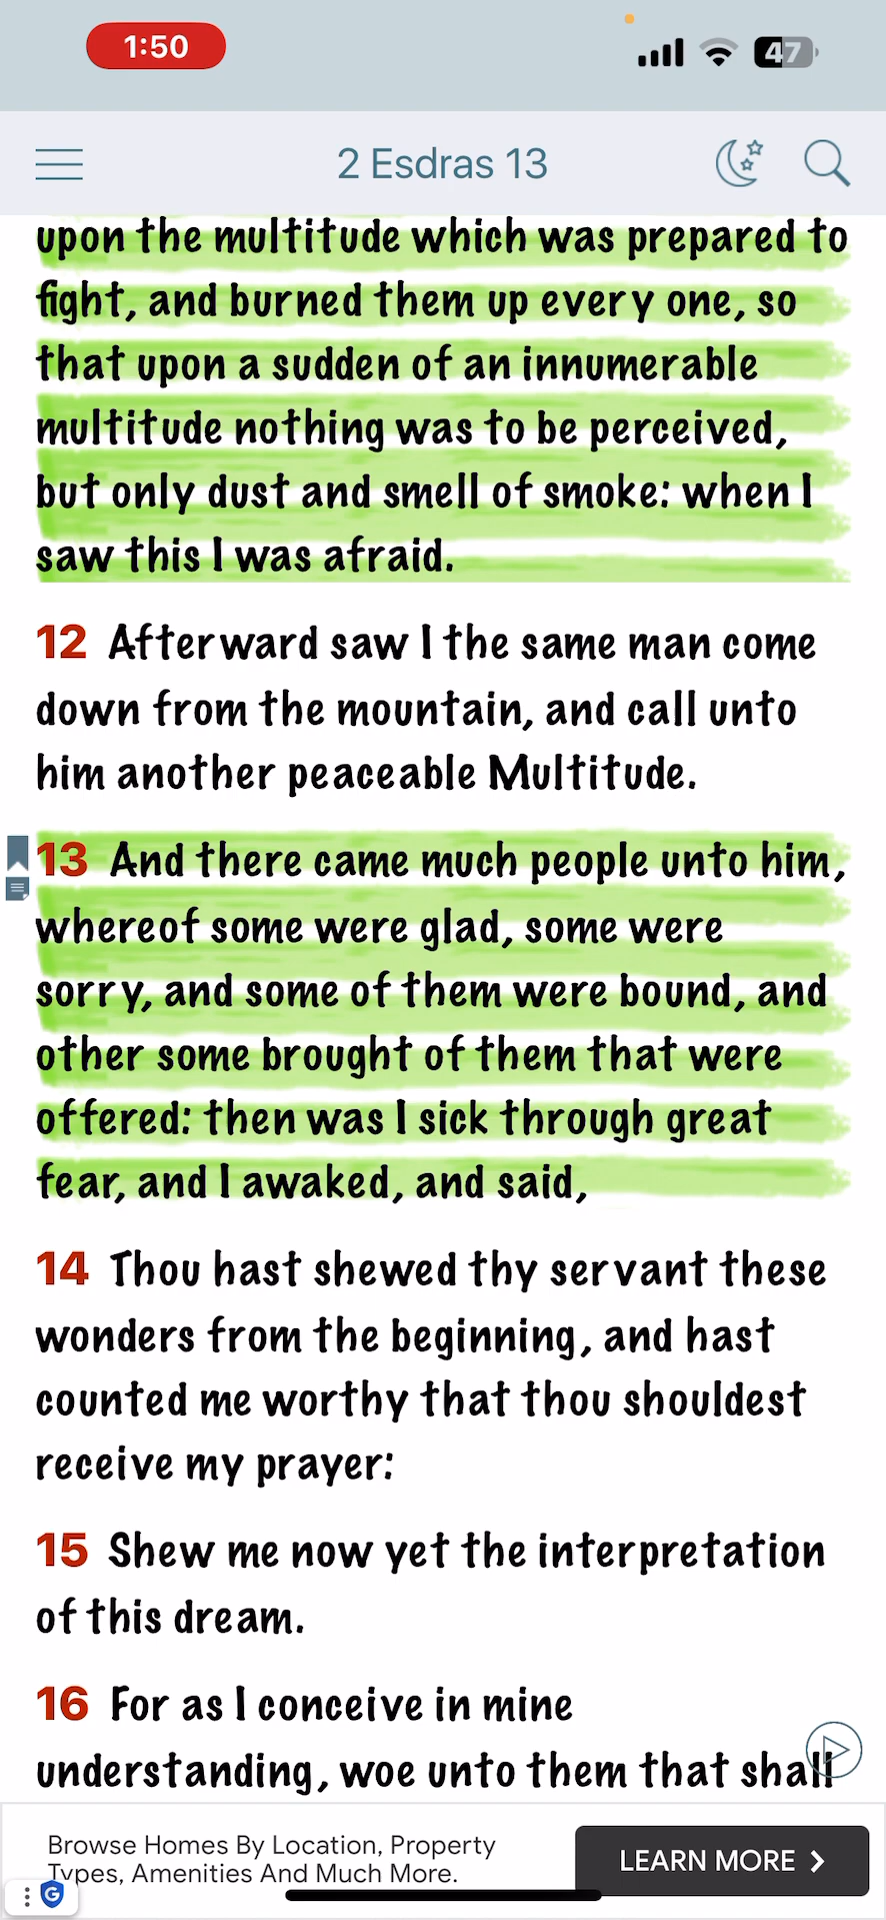 1:50
47
2 Esdras 13
upon the multitude which was prepared to
fight, and burned them up every one, so
that upon a sudden of an innumerable
multitude nothing was to be perceived,
but only dust and smell of smoke: when I
saw this I was afraid.
12 Afterward saw I the same man come
down from the mountain, and call unto
him another peaceable Multitude.
13 And there came much people unto him,
whereof some were glad, some were
sorry, and some of them were bound, and
other some brought of them that were
offered: then was I sick through great
fear, and I awaked, and said,
14 Thou hast shewed thy servant these
wonders from the beginning, and hast
counted me worthy that thou shouldest
receive my prayer:
15 Shew me now yet the interpretation
of this dream.
16 For as I conceive in mine
understanding, woe unto them that shall
Browse Homes By Location, Property
Types, Amenities And Much More.
LEARN MORE
G